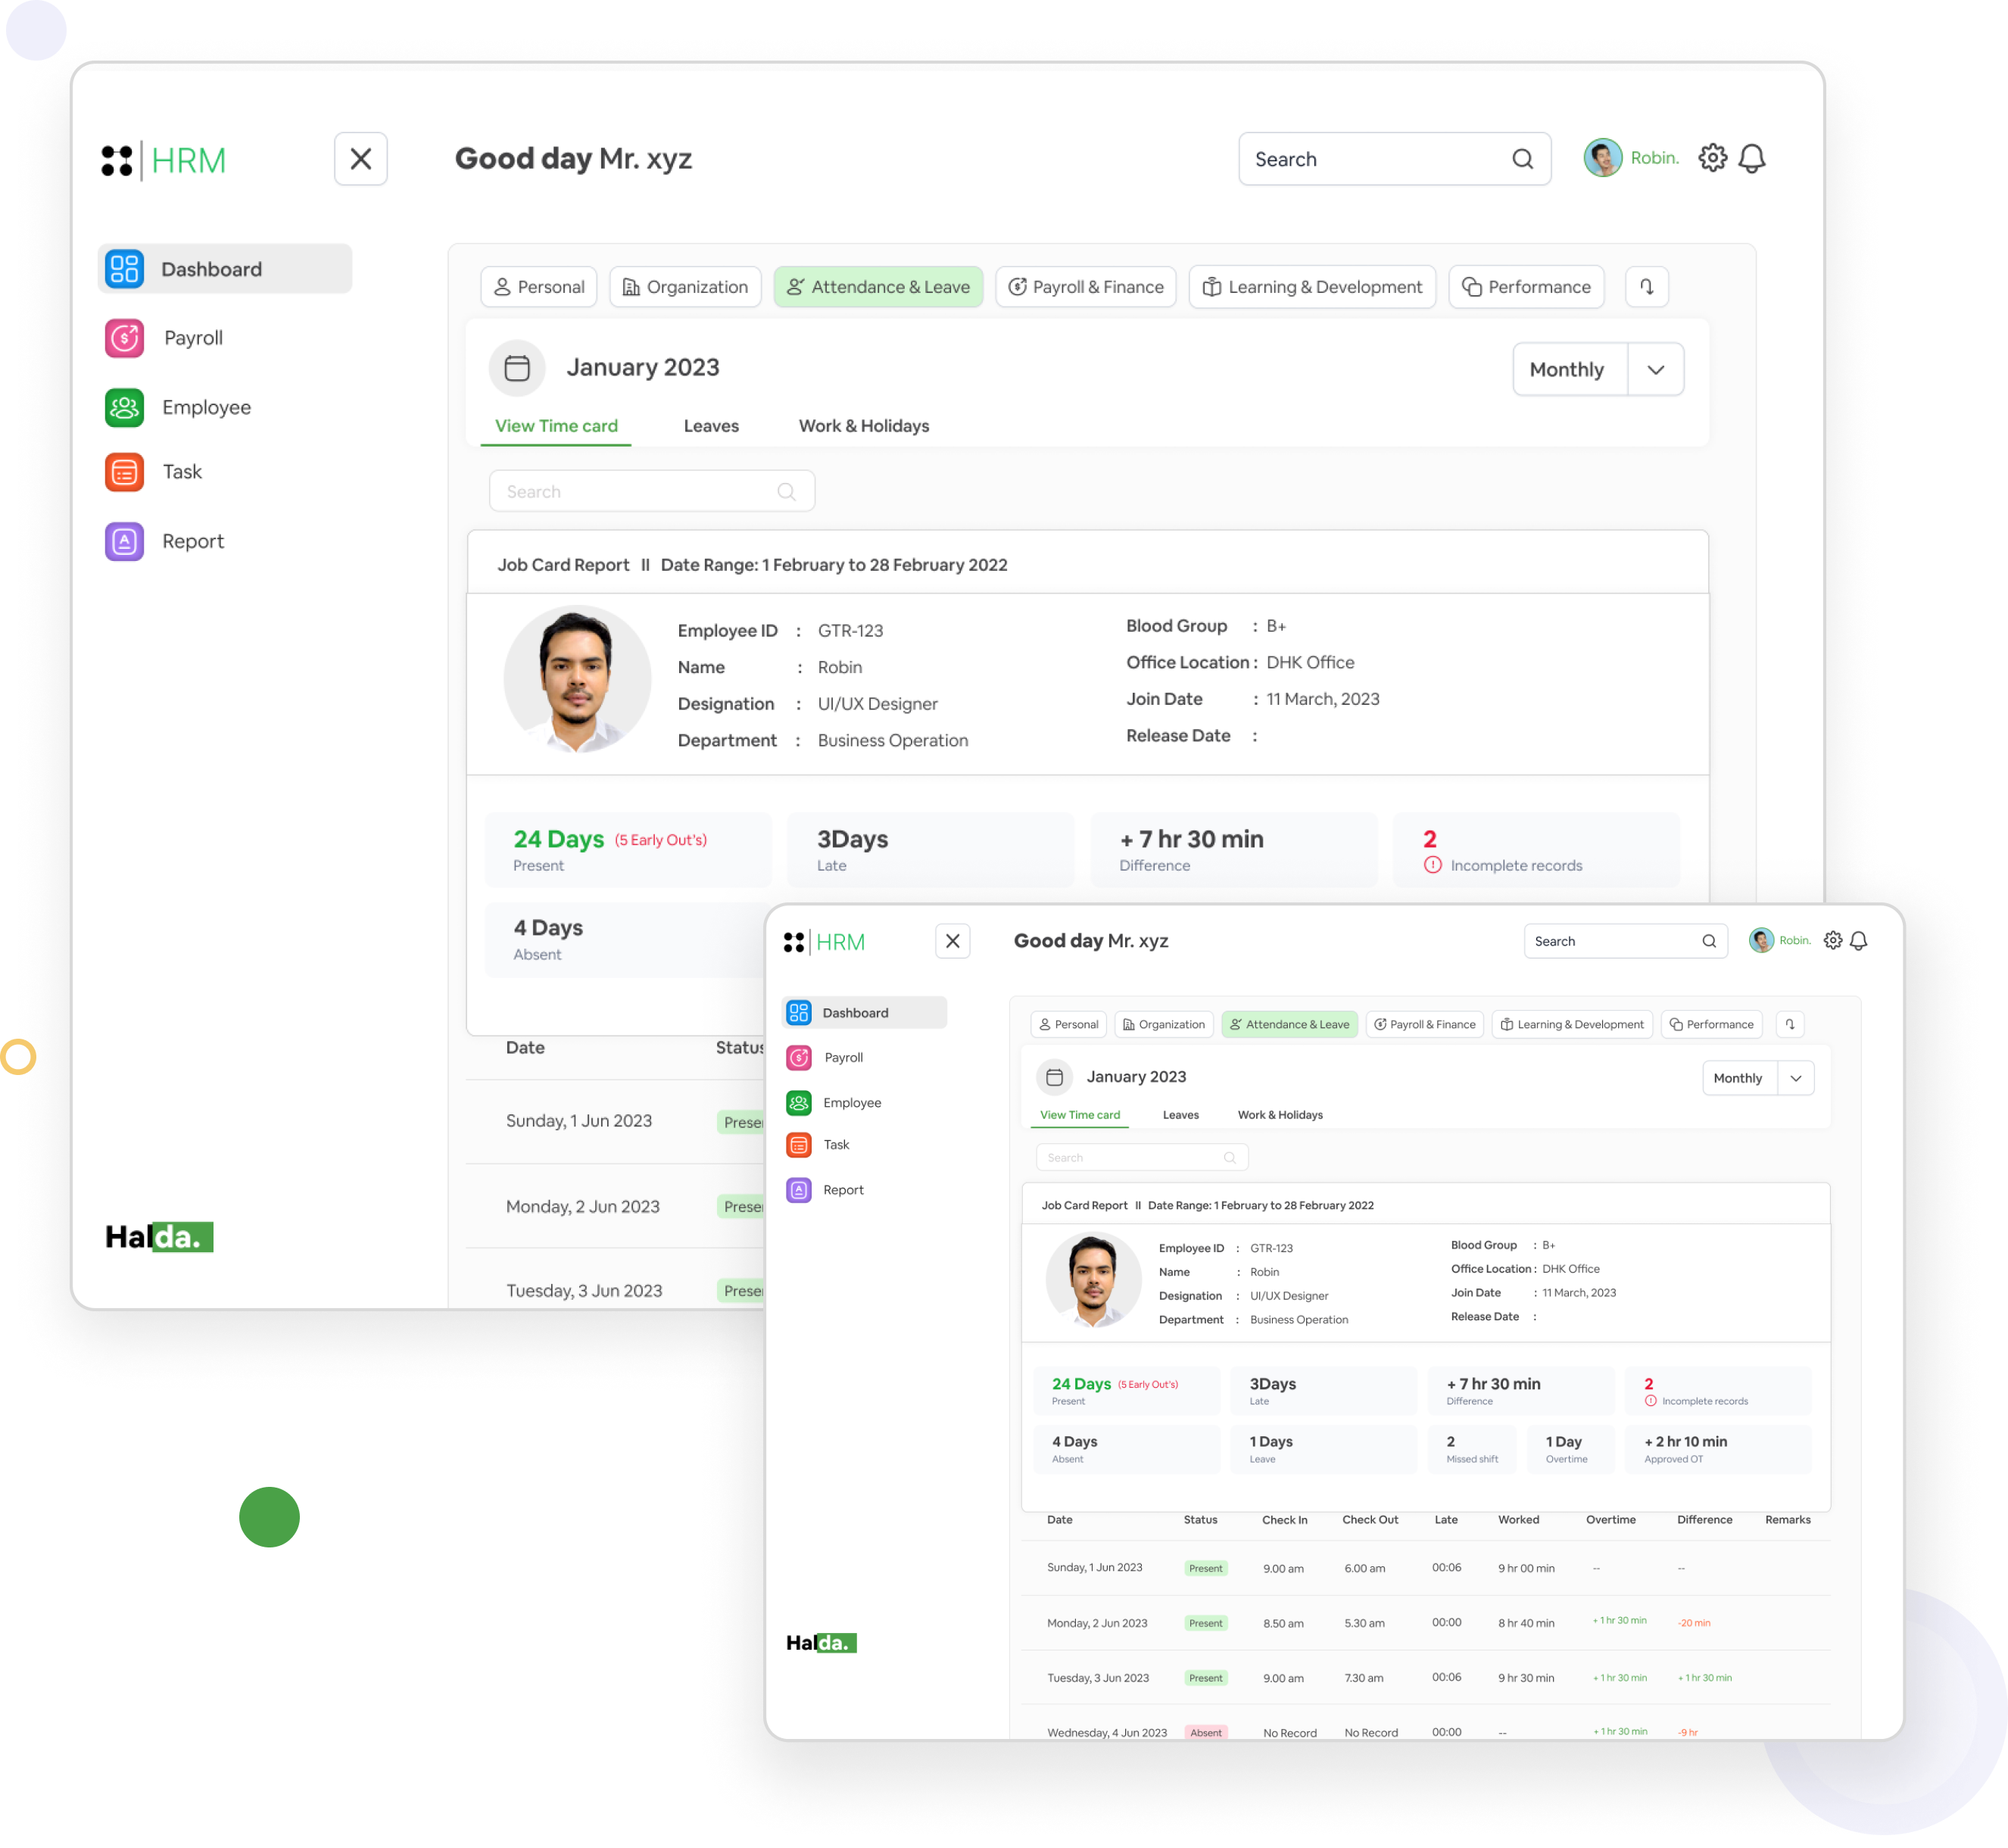 HRM
Good day Mr. xyz
Search
Robin.
Dashboard
Payroll
Employee
Task
Report
Halda.
Personal
Organization
Attendance & Leave
Payroll & Finance
Learning & Development
Performance
January 2023
Monthly
View Time card
Leaves
Work & Holidays
Search
Job Card Report II Date Range: 1 February to 28 February 2022
Employee ID : GTR-123
Name : Robin
Designation : UI/UX Designer
Department : Business Operation
Blood Group : B+
Office Location : DHK Office
Join Date : 11 March, 2023
Release Date :
24 Days (5 Early Out's)
Present
3Days
Late
+ 7 hr 30 min
Difference
2
Incomplete records
4 Days
Absent
Date Status
Sunday, 1 Jun 2023 Prese
Monday, 2 Jun 2023 Prese
Tuesday, 3 Jun 2023 Prese
HRM
Good day Mr. xyz
Search
Robin.
Dashboard
Payroll
Employee
Task
Report
Halda.
Personal
Organization
Attendance & Leave
Payroll & Finance
Learning & Development
Performance
January 2023
Monthly
View Time card
Leaves
Work & Holidays
Search
Job Card Report II Date Range: 1 February to 28 February 2022
Employee ID : GTR-123
Name : Robin
Designation : UI/UX Designer
Department : Business Operation
Blood Group : B+
Office Location : DHK Office
Join Date : 11 March, 2023
Release Date :
24 Days (5 Early Out's)
Present
3Days
Late
+ 7 hr 30 min
Difference
2
Incomplete records
4 Days
Absent
1 Days
Leave
2
Missed shift
1 Day
Overtime
+ 2 hr 10 min
Approved OT
Date Status Check In Check Out Late Worked Overtime Difference Remarks
Sunday, 1 Jun 2023 Present 9.00 am 6.00 am 00:06 9 hr 00 min -- --
Monday, 2 Jun 2023 Present 8.50 am 5.30 am 00:00 8 hr 40 min + 1 hr 30 min -20 min
Tuesday, 3 Jun 2023 Present 9.00 am 7.30 am 00:06 9 hr 30 min + 1 hr 30 min + 1 hr 30 min
Wednesday, 4 Jun 2023 Absent No Record No Record 00:00 -- + 1 hr 30 min -9 hr